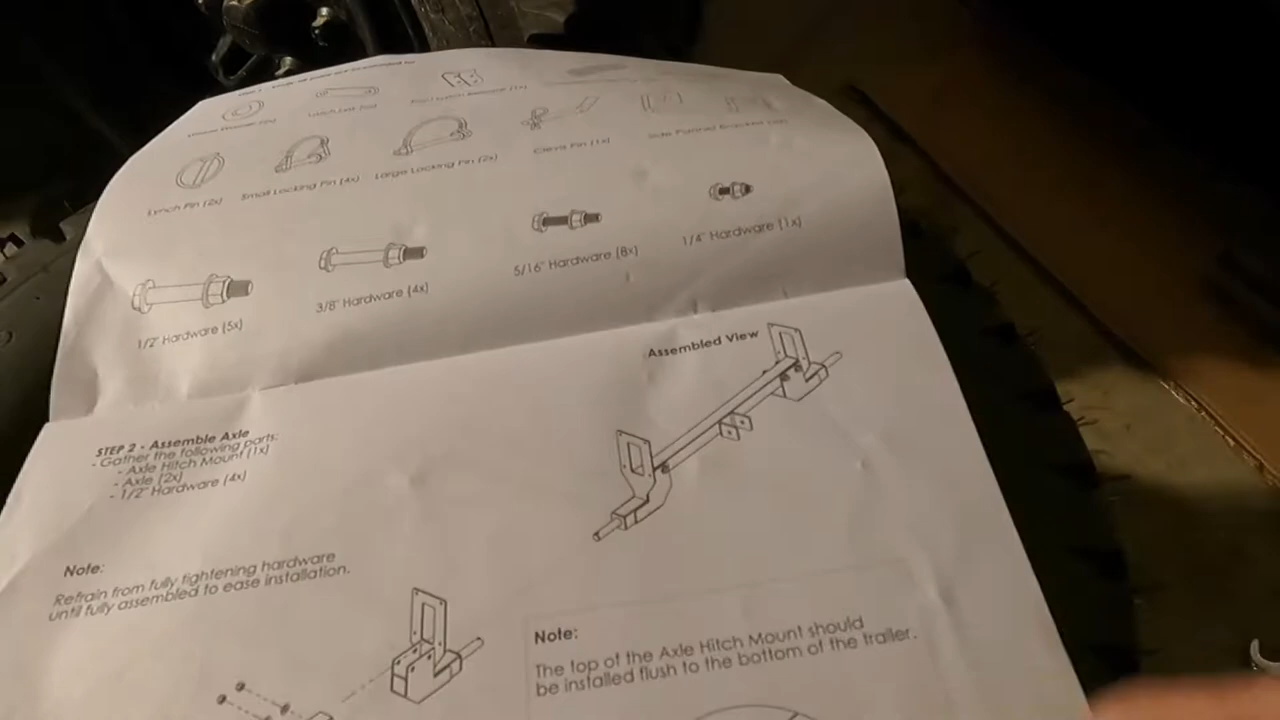 Lynch Pin (2x)
Small Locking Pin (4x)
Large Locking Pin (2x)
Clevis Pin (1x)
1/2" Hardware (5x)
3/8" Hardware (4x)
5/16" Hardware (8x)
1/4" Hardware (1x)
Assembled View
STEP 2 - Assemble Axle
- Gather the following parts:
- Axle Hitch Mount (1x)
- Axle (2x)
- 1/2" Hardware (4x)
Note:
Refrain from fully tightening hardware
until fully assembled to ease installation.
Note:
The top of the Axle Hitch Mount should
be installed flush to the bottom of the trailer.